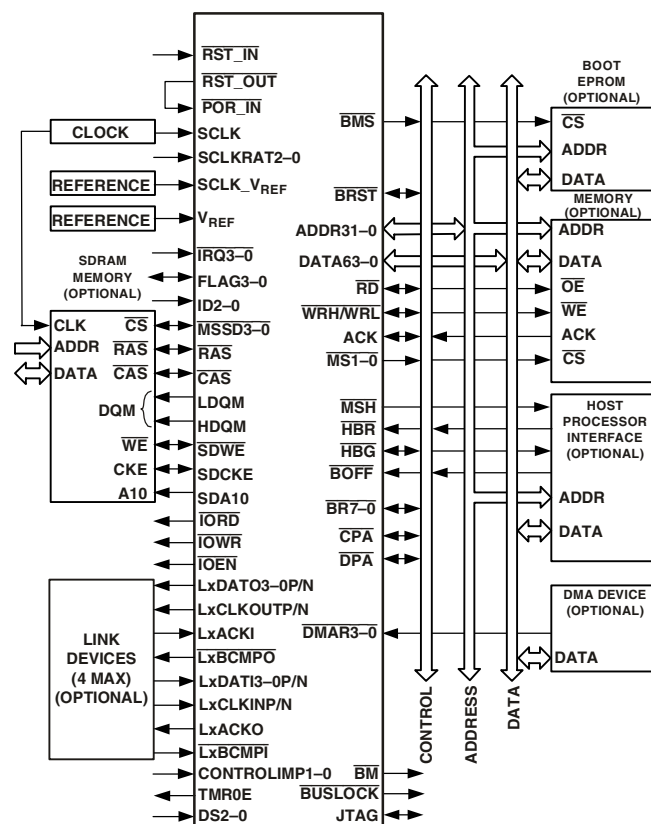 RST_IN
RST_OUT
POR_IN
CLOCK
SCLK
SCLKRAT2–0
REFERENCE
SCLK_VREF
REFERENCE
VREF
IRQ3–0
FLAG3–0
ID2–0
SDRAM
MEMORY
(OPTIONAL)
CLK
CS
MSSD3–0
ADDR
RAS
RAS
DATA
CAS
CAS
DQM
LDQM
HDQM
WE
SDWE
CKE
SDCKE
A10
SDA10
IORD
IOWR
IOEN
LINK
DEVICES
(4 MAX)
(OPTIONAL)
LxDATO3–0P/N
LxCLKOUTP/N
LxACKI
LxBCMPO
LxDATI3–0P/N
LxCLKINP/N
LxACKO
LxBCMPI
CONTROLIMP1–0
TMR0E
DS2–0
BMS
BRST
ADDR31–0
DATA63–0
RD
WRH/WRL
ACK
MS1–0
MSH
HBR
HBG
BOFF
BR7–0
CPA
DPA
DMAR3–0
BM
BUSLOCK
JTAG
CONTROL
ADDRESS
DATA
BOOT
EPROM
(OPTIONAL)
CS
ADDR
DATA
MEMORY
(OPTIONAL)
ADDR
DATA
OE
WE
ACK
CS
HOST
PROCESSOR
INTERFACE
(OPTIONAL)
ADDR
DATA
DMA DEVICE
(OPTIONAL)
DATA